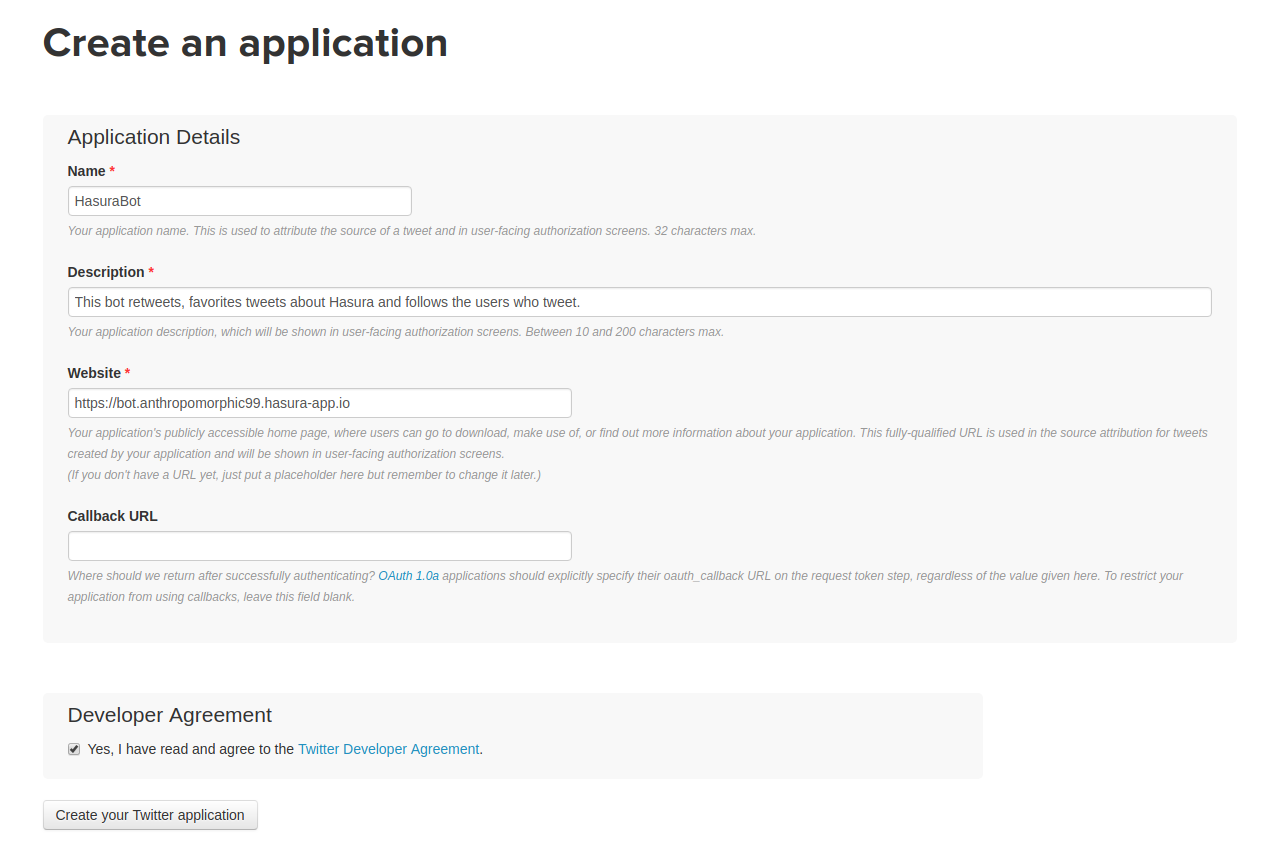 Create an application
Application Details
Name *
HasuraBot
Your application name. This is used to attribute the source of a tweet and in user-facing authorization screens. 32 characters max.
Description *
This bot retweets, favorites tweets about Hasura and follows the users who tweet.
Your application description, which will be shown in user-facing authorization screens. Between 10 and 200 characters max.
Website *
https://bot.anthropomorphic99.hasura-app.io
Your application's publicly accessible home page, where users can go to download, make use of, or find out more information about your application. This fully-qualified URL is used in the source attribution for tweets
created by your application and will be shown in user-facing authorization screens.
(If you don't have a URL yet, just put a placeholder here but remember to change it later.)
Callback URL
Where should we return after successfully authenticating? OAuth 1.0a applications should explicitly specify their oauth_callback URL on the request token step, regardless of the value given here. To restrict your
application from using callbacks, leave this field blank.
Developer Agreement
Yes, I have read and agree to the Twitter Developer Agreement.
Create your Twitter application